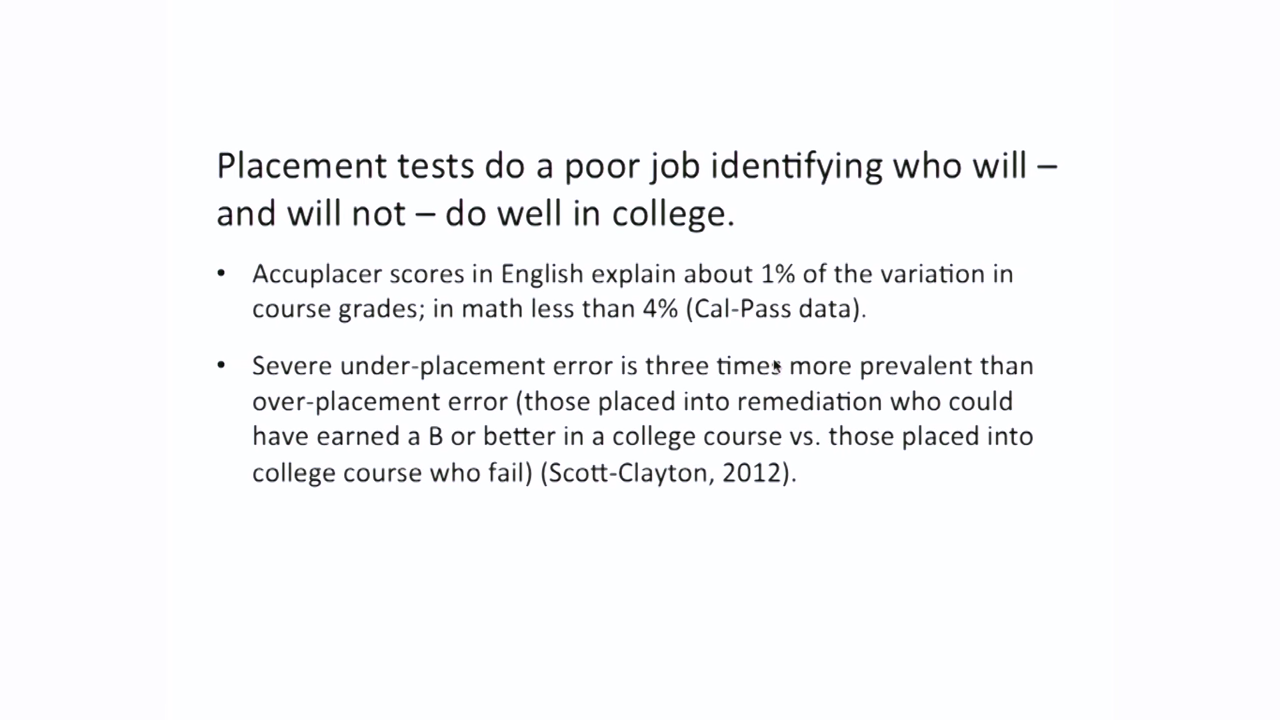 Placement tests do a poor job identifying who will –
and will not – do well in college.
• Accuplacer scores in English explain about 1% of the variation in
course grades; in math less than 4% (Cal-Pass data).
• Severe under-placement error is three times more prevalent than
over-placement error (those placed into remediation who could
have earned a B or better in a college course vs. those placed into
college course who fail) (Scott-Clayton, 2012).